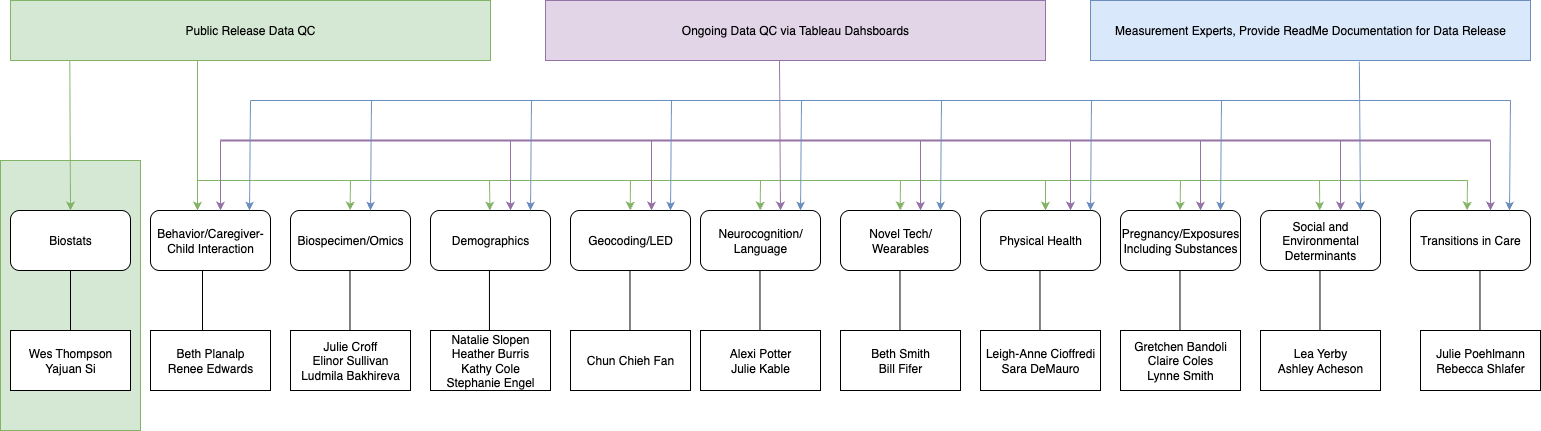 Public Release Data QC
Ongoing Data QC via Tableau Dahsboards
Measurement Experts, Provide ReadMe Documentation for Data Release
Biostats
Behavior/Caregiver-
Child Interaction
Biospecimen/Omics
Demographics
Geocoding/LED
Neurocognition/
Language
Novel Tech/
Wearables
Physical Health
Pregnancy/Exposures
Including Substances
Social and
Environmental
Determinants
Transitions in Care
Wes Thompson
Yajuan Si
Beth Planalp
Renee Edwards
Julie Croff
Elinor Sullivan
Ludmila Bakhireva
Natalie Slopen
Heather Burris
Kathy Cole
Stephanie Engel
Chun Chieh Fan
Alexi Potter
Julie Kable
Beth Smith
Bill Fifer
Leigh-Anne Cioffredi
Sara DeMauro
Gretchen Bandoli
Claire Coles
Lynne Smith
Lea Yerby
Ashley Acheson
Julie Poehlmann
Rebecca Shlafer